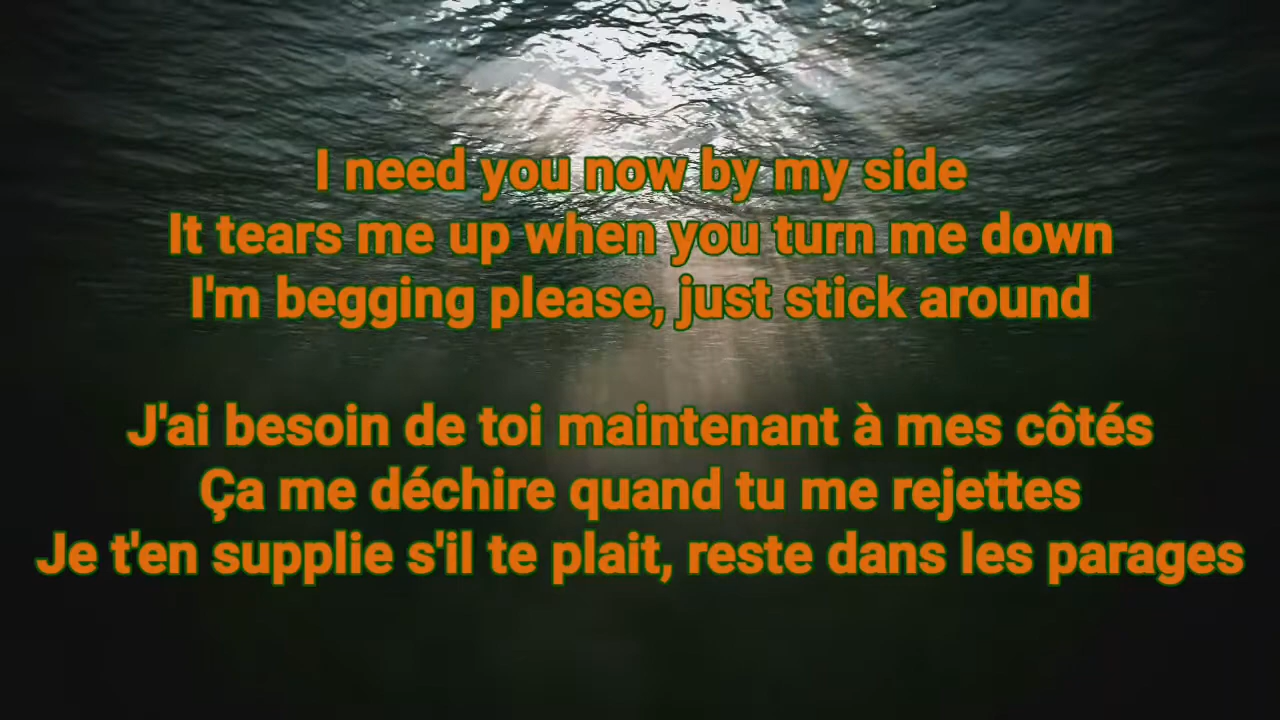 I need you now by my side
It tears me up when you turn me down
I'm begging please, just stick around
J'ai besoin de toi maintenant à mes côtés
Ça me déchire quand tu me rejettes
Je t'en supplie s'il te plait, reste dans les parages